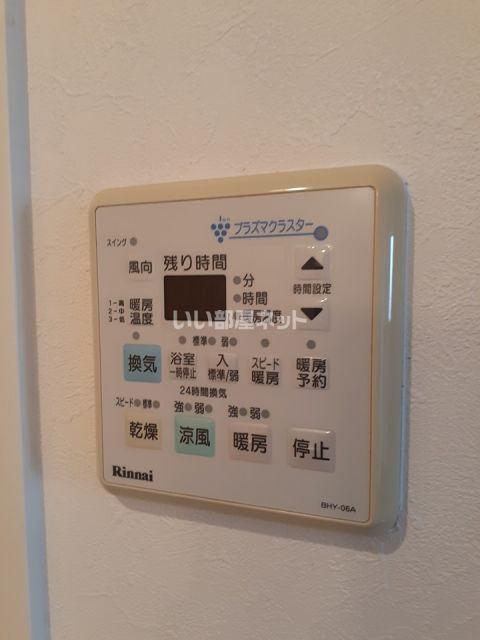 プラズマクラスター
スイング
風向
残り時間
分
時間
時間設定
1-高
2-中
3-低
暖房
温度
いい部屋ネット
標準 弱
換気
浴室
一時停止
入
標準/弱
スピード
暖房
暖房
予約
24時間換気
スピード 標準
強 弱
強 弱
乾燥
涼風
暖房
停止
Rinnai
BHY-06A